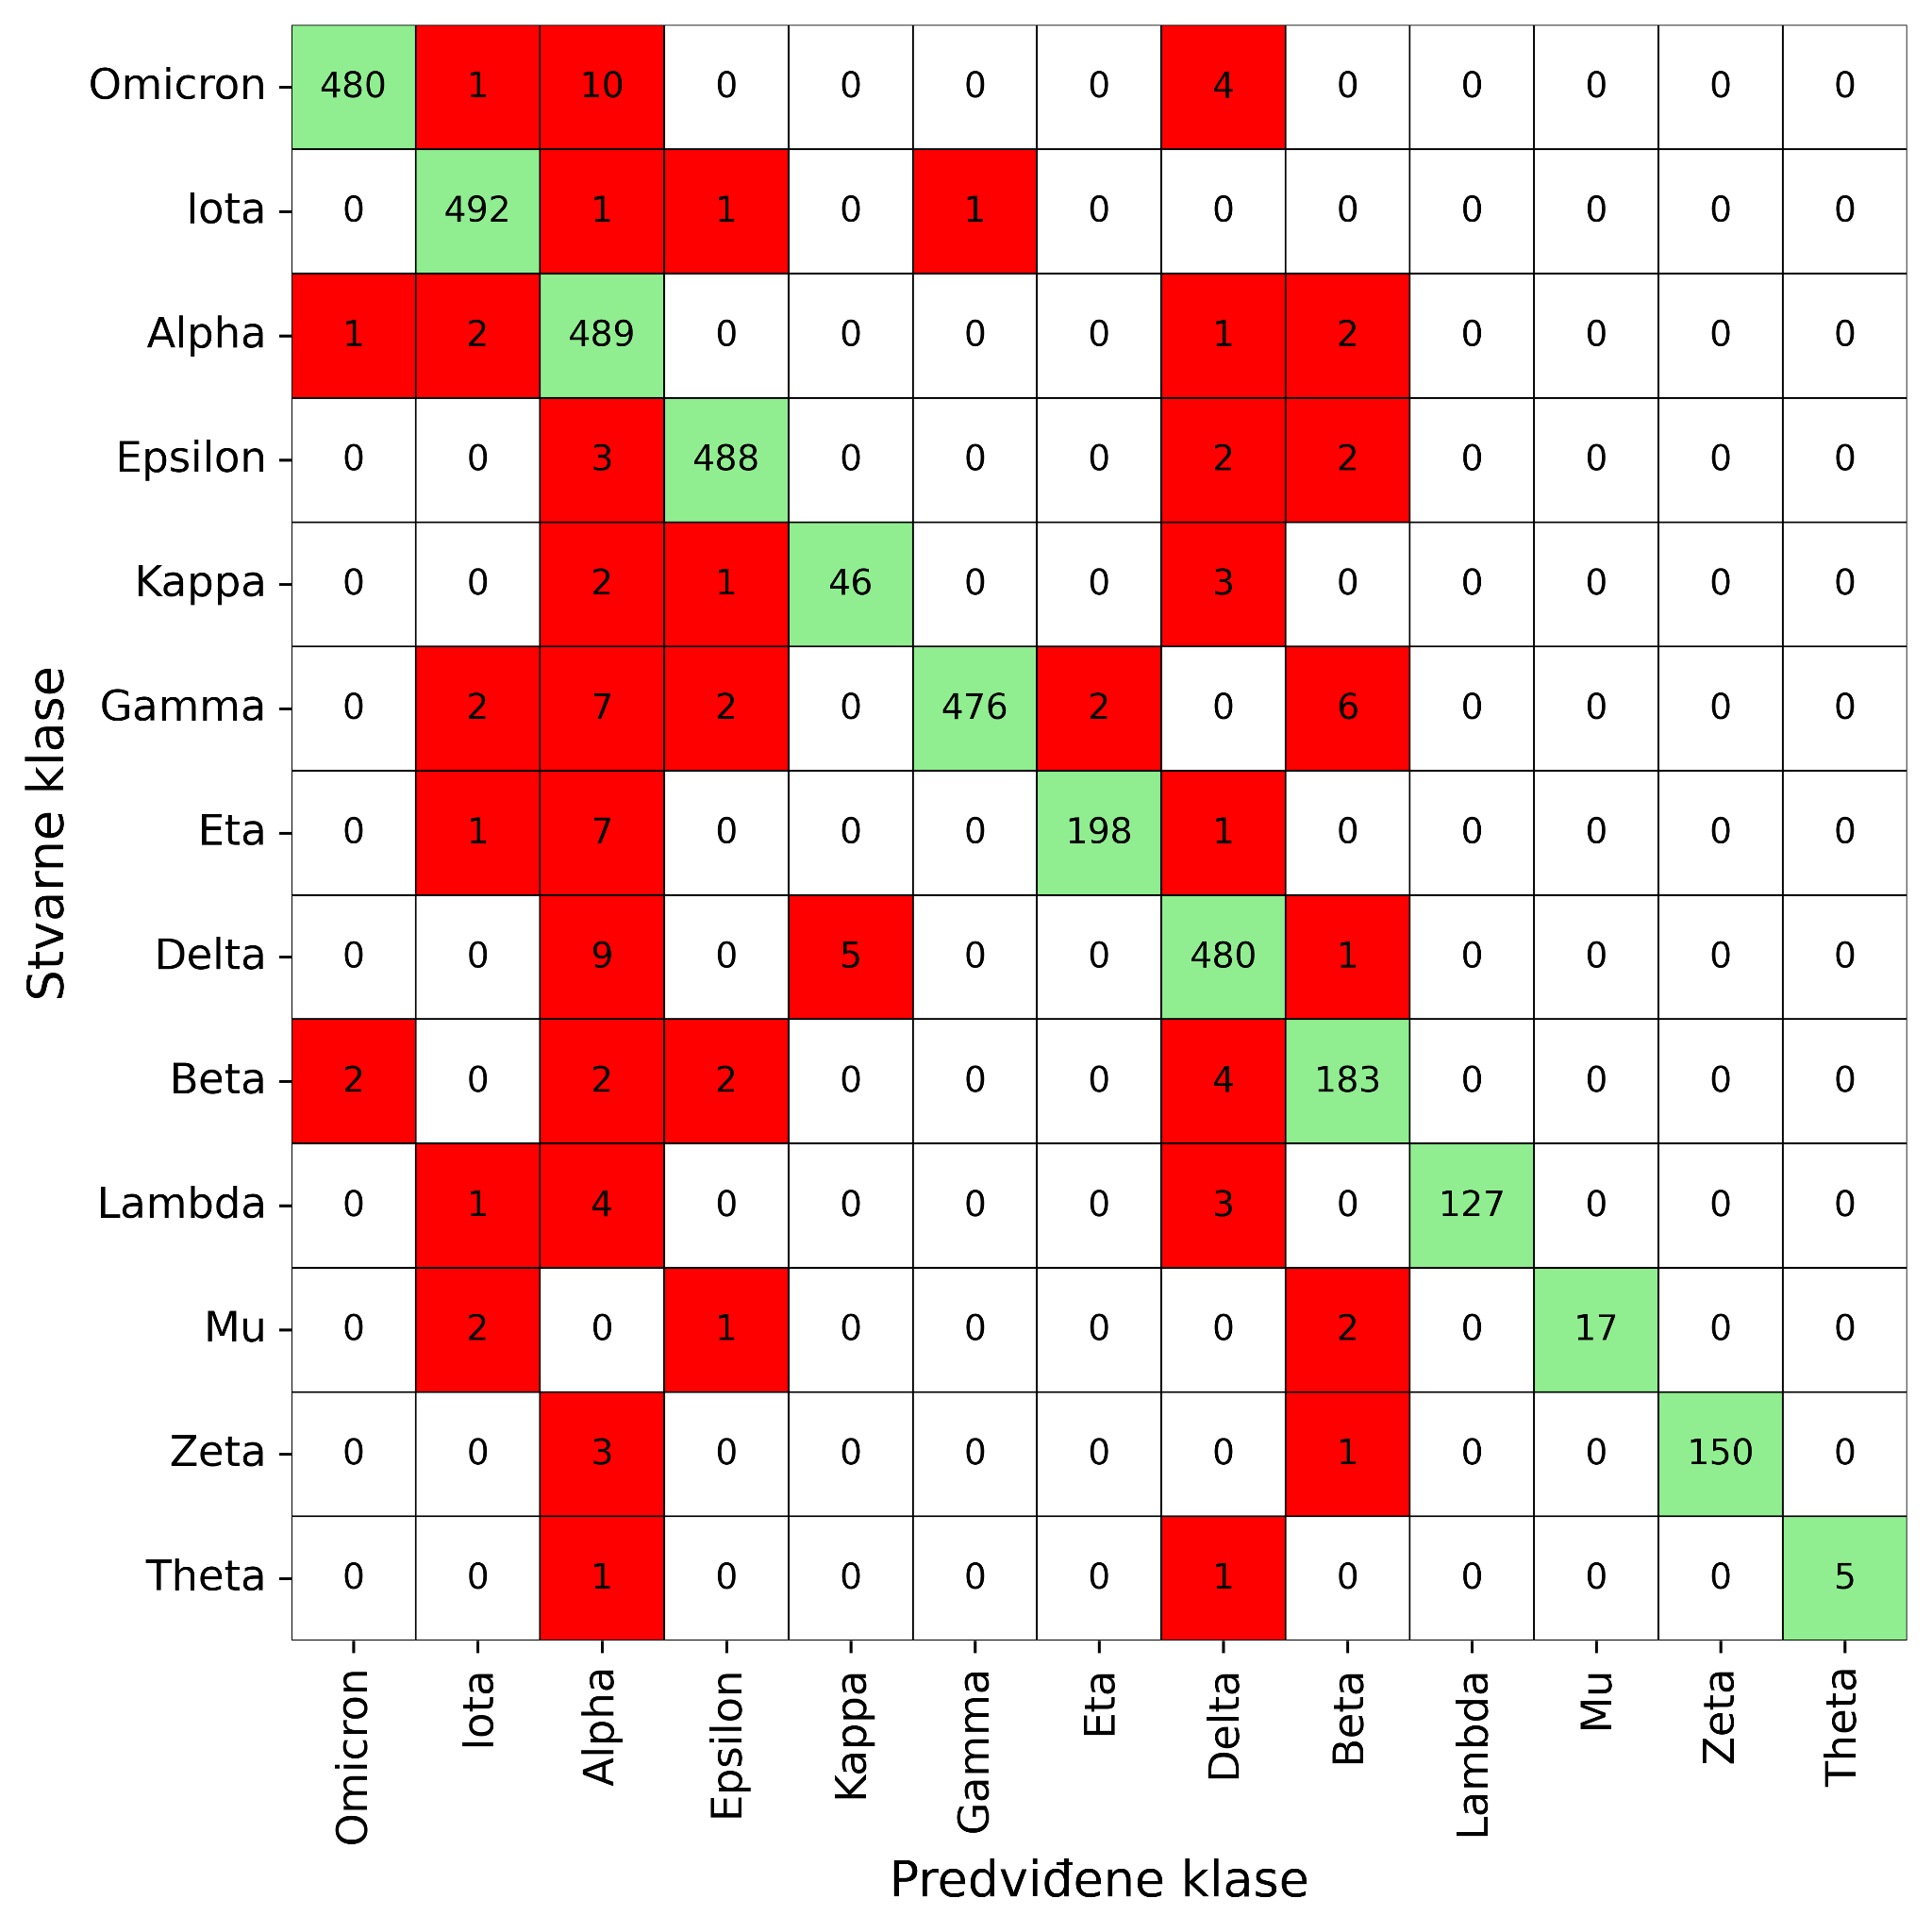 Omicron 480 1 10 0 0 0 0 4 0 0 0 0 0
Iota 0 492 1 1 0 1 0 0 0 0 0 0 0
Alpha 1 2 489 0 0 0 0 1 2 0 0 0 0
Epsilon 0 0 3 488 0 0 0 2 2 0 0 0 0
Kappa 0 0 2 1 46 0 0 3 0 0 0 0 0
Gamma 0 2 7 2 0 476 2 0 6 0 0 0 0
Eta 0 1 7 0 0 0 198 1 0 0 0 0 0
Delta 0 0 9 0 5 0 0 480 1 0 0 0 0
Beta 2 0 2 2 0 0 0 4 183 0 0 0 0
Lambda 0 1 4 0 0 0 0 3 0 127 0 0 0
Mu 0 2 0 1 0 0 0 0 2 0 17 0 0
Zeta 0 0 3 0 0 0 0 0 1 0 0 150 0
Theta 0 0 1 0 0 0 0 1 0 0 0 0 5
Omicron Iota Alpha Epsilon Kappa Gamma Eta Delta Beta Lambda Mu Zeta Theta
Predviđene klase
Stvarne klase